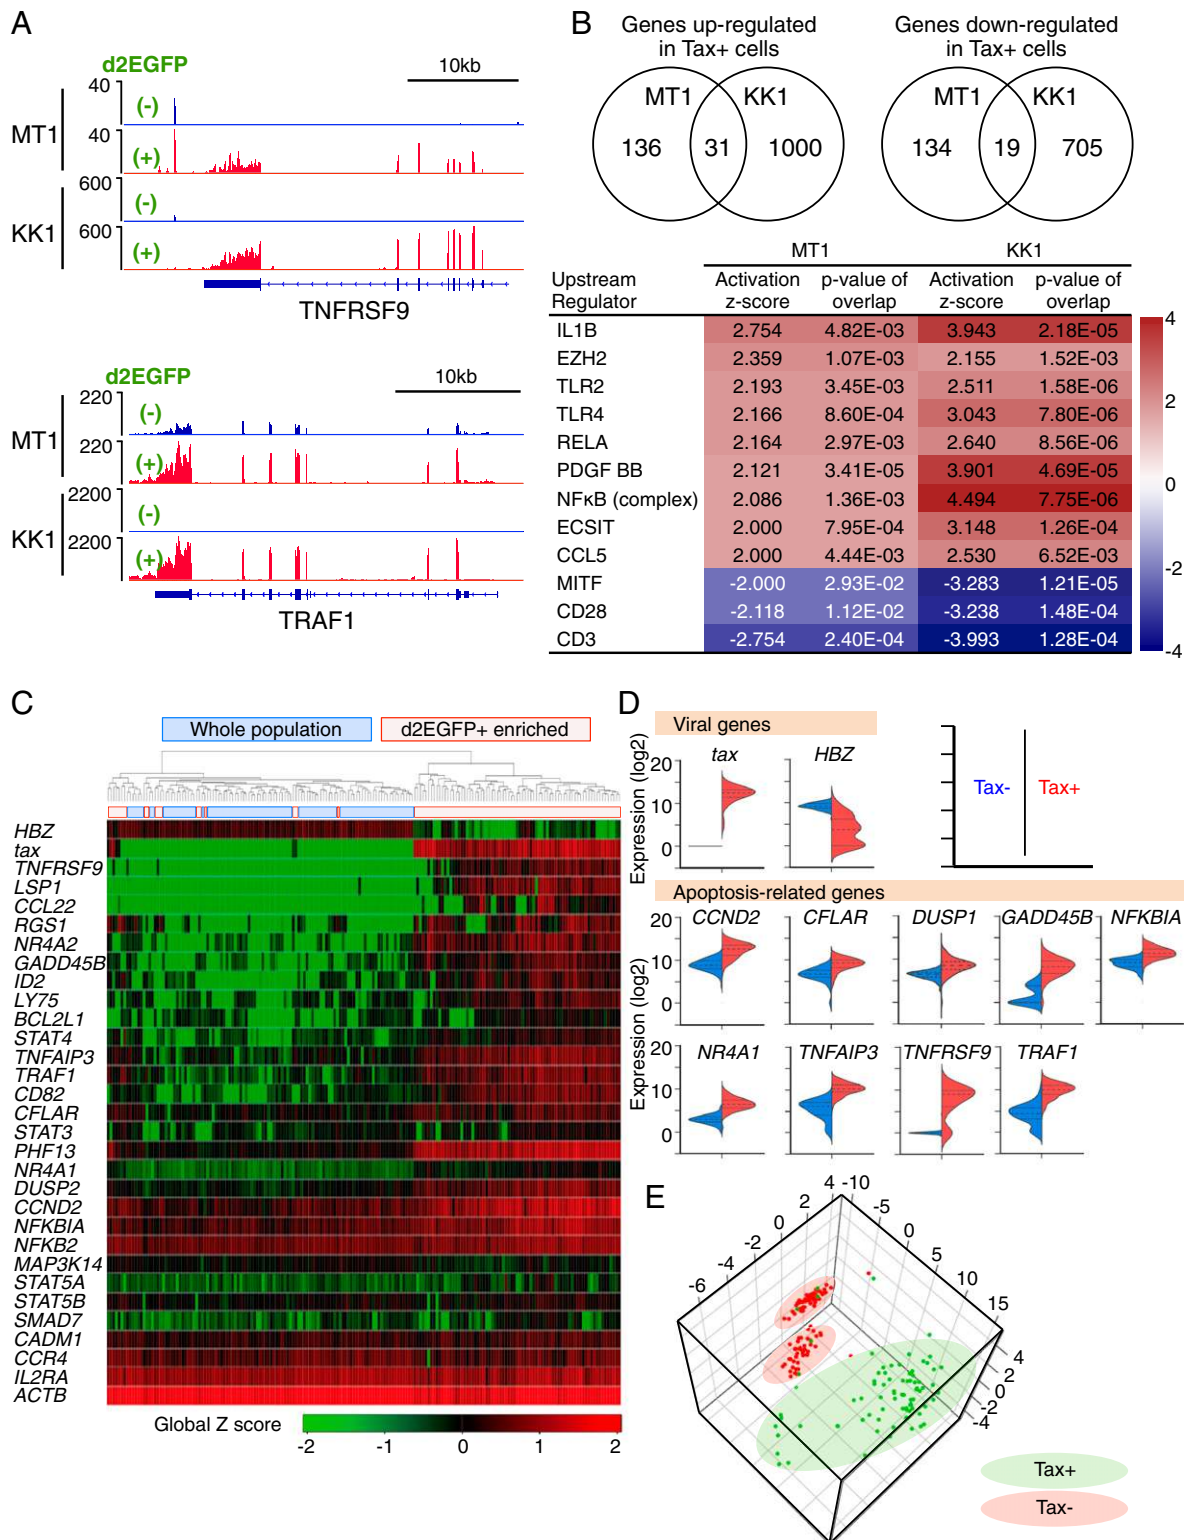 A
d2EGFP
10kb
40
(-)
MT1
40
(+)
600
(-)
KK1
600
(+)
TNFRSF9
d2EGFP
10kb
220
(-)
MT1
220
(+)
2200
(-)
KK1
2200
(+)
TRAF1
B
Genes up-regulated in Tax+ cells
MT1 KK1
136 31 1000
Genes down-regulated in Tax+ cells
MT1 KK1
134 19 705
MT1 KK1
Upstream Regulator Activation z-score p-value of overlap Activation z-score p-value of overlap
IL1B 2.754 4.82E-03 3.943 2.18E-05
EZH2 2.359 1.07E-03 2.155 1.52E-03
TLR2 2.193 3.45E-03 2.511 1.58E-06
TLR4 2.166 8.60E-04 3.043 7.80E-06
RELA 2.164 2.97E-03 2.640 8.56E-06
PDGF BB 2.121 3.41E-05 3.901 4.69E-05
NFκB (complex) 2.086 1.36E-03 4.494 7.75E-06
ECSIT 2.000 7.95E-04 3.148 1.26E-04
CCL5 2.000 4.44E-03 2.530 6.52E-03
MITF -2.000 2.93E-02 -3.283 1.21E-05
CD28 -2.118 1.12E-02 -3.238 1.48E-04
CD3 -2.754 2.40E-04 -3.993 1.28E-04
4
2
0
-2
-4
C
Whole population
d2EGFP+ enriched
HBZ
tax
TNFRSF9
LSP1
CCL22
RGS1
NR4A2
GADD45B
ID2
LY75
BCL2L1
STAT4
TNFAIP3
TRAF1
CD82
CFLAR
STAT3
PHF13
NR4A1
DUSP2
CCND2
NFKBIA
NFKB2
MAP3K14
STAT5A
STAT5B
SMAD7
CADM1
CCR4
IL2RA
ACTB
Global Z score
-2 -1 0 1 2
D
Viral genes
tax HBZ
Expression (log2)
20
10
0
Tax- Tax+
Apoptosis-related genes
CCND2 CFLAR DUSP1 GADD45B NFKBIA
Expression (log2)
20
10
0
NR4A1 TNFAIP3 TNFRSF9 TRAF1
20
10
0
E
4 2 0 -2 -4 -6
-10 -5 0 5 10 15
4 2 0 -2 -4
Tax+
Tax-